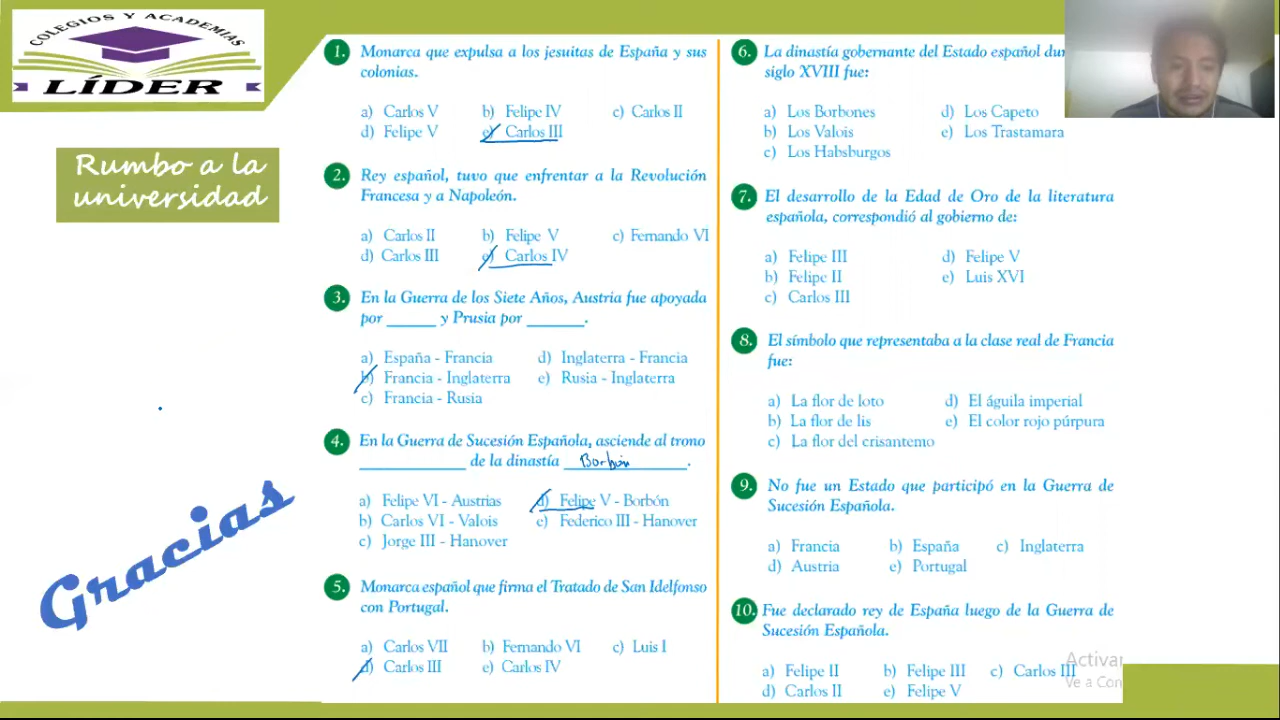 COLEGIOS Y ACADEMIAS
LÍDER
Rumbo a la
universidad
Gracias
1. Monarca que expulsa a los jesuitas de España y sus
colonias.
a) Carlos V b) Felipe IV c) Carlos II
d) Felipe V e) Carlos III
2. Rey español, tuvo que enfrentar a la Revolución
Francesa y a Napoleón.
a) Carlos II b) Felipe V c) Fernando VI
d) Carlos III e) Carlos IV
3. En la Guerra de los Siete Años, Austria fue apoyada
por ______ y Prusia por _______.
a) España - Francia d) Inglaterra - Francia
b) Francia - Inglaterra e) Rusia - Inglaterra
c) Francia - Rusia
4. En la Guerra de Sucesión Española, asciende al trono
_____________ de la dinastía Borbón.
a) Felipe VI - Austrias d) Felipe V - Borbón
b) Carlos VI - Valois e) Federico III - Hanover
c) Jorge III - Hanover
5. Monarca español que firma el Tratado de San Idelfonso
con Portugal.
a) Carlos VII b) Fernando VI c) Luis I
d) Carlos III e) Carlos IV
6. La dinastía gobernante del Estado español dur
siglo XVIII fue:
a) Los Borbones d) Los Capeto
b) Los Valois e) Los Trastamara
c) Los Habsburgos
7. El desarrollo de la Edad de Oro de la literatura
española, correspondió al gobierno de:
a) Felipe III d) Felipe V
b) Felipe II e) Luis XVI
c) Carlos III
8. El símbolo que representaba a la clase real de Francia
fue:
a) La flor de loto d) El águila imperial
b) La flor de lis e) El color rojo púrpura
c) La flor del crisantemo
9. No fue un Estado que participó en la Guerra de
Sucesión Española.
a) Francia b) España c) Inglaterra
d) Austria e) Portugal
10. Fue declarado rey de España luego de la Guerra de
Sucesión Española.
a) Felipe II b) Felipe III c) Carlos III
d) Carlos II e) Felipe V
Activar
Ve a Con